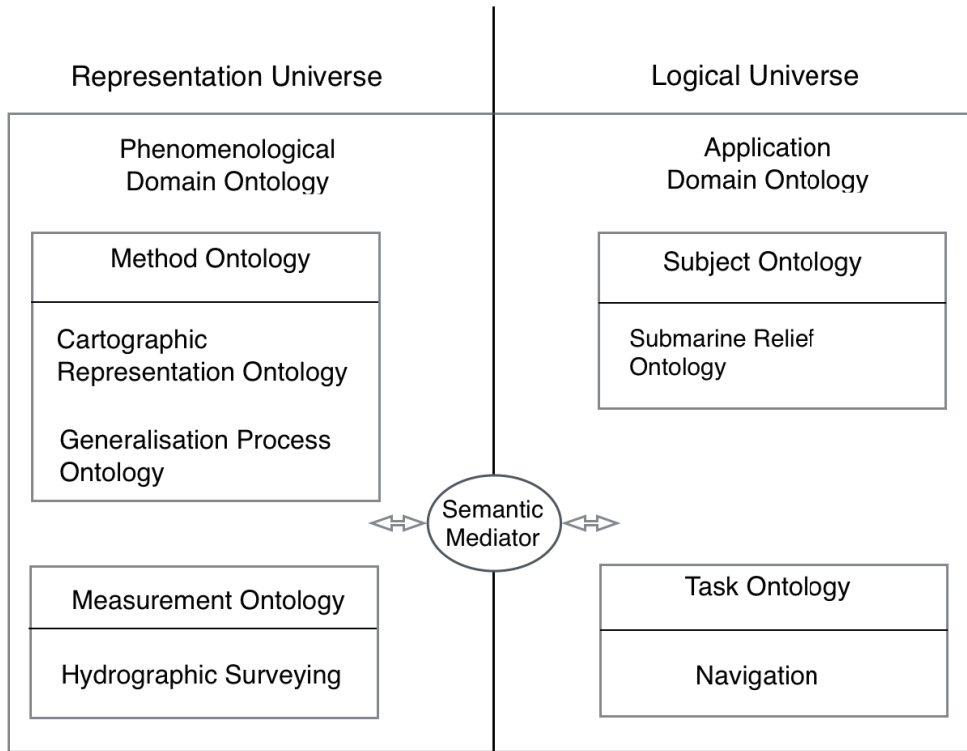 Representation Universe
Logical Universe
Phenomenological
Domain Ontology
Application
Domain Ontology
Method Ontology
Cartographic
Representation Ontology
Generalisation Process
Ontology
Subject Ontology
Submarine Relief
Ontology
Semantic
Mediator
Measurement Ontology
Hydrographic Surveying
Task Ontology
Navigation